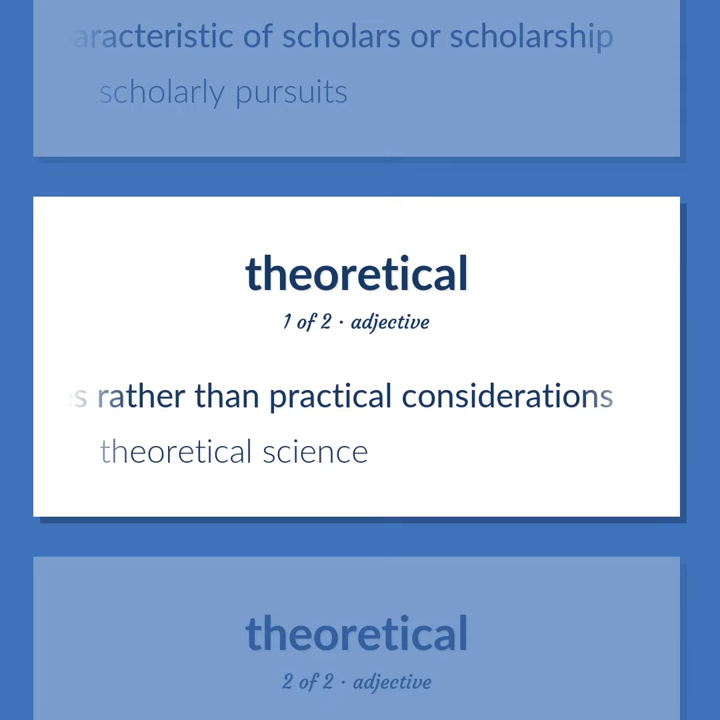 aracteristic of scholars or scholarship
scholarly pursuits
theoretical
1 of 2 · adjective
s rather than practical considerations
theoretical science
theoretical
2 of 2 · adjective